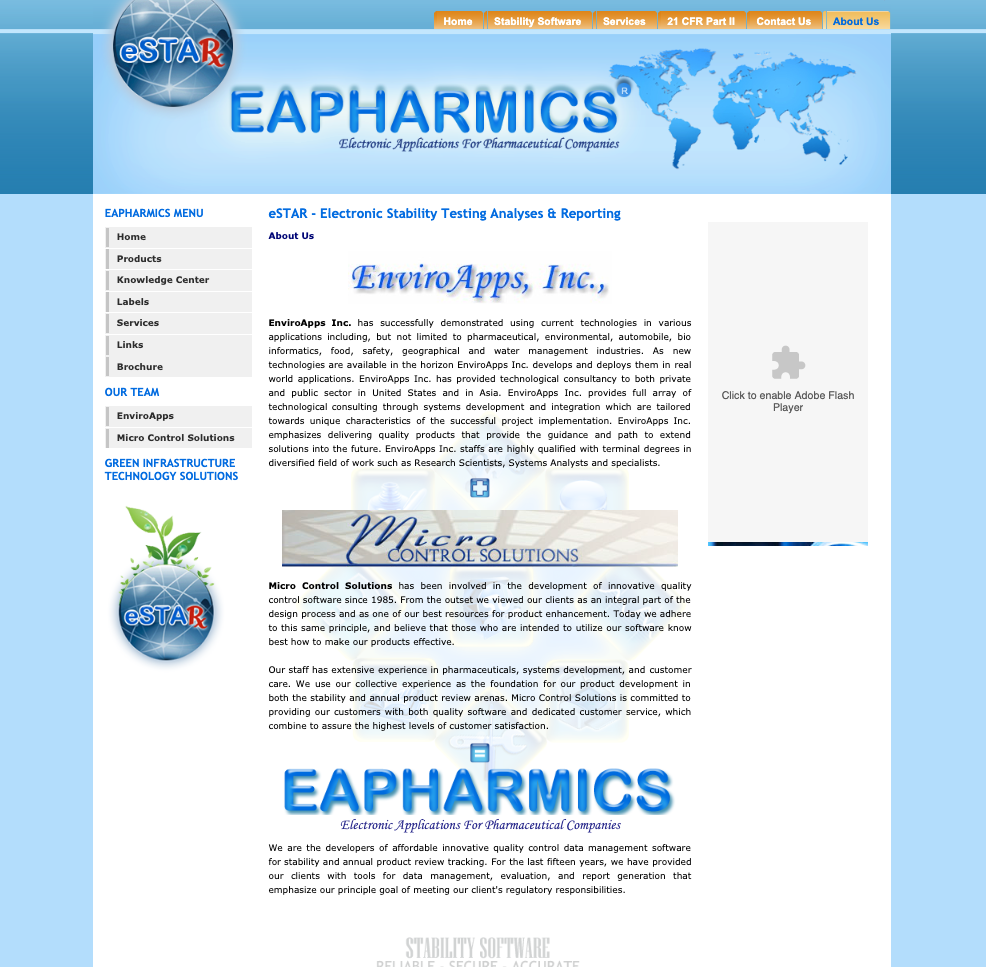 Home Stability Software Services 21 CFR Part II Contact Us About Us
eSTARx
EAPHARMICS®
Electronic Applications For Pharmaceutical Companies
EAPHARMICS MENU
Home
Products
Knowledge Center
Labels
Services
Links
Brochure
OUR TEAM
EnviroApps
Micro Control Solutions
GREEN INFRASTRUCTURE
TECHNOLOGY SOLUTIONS
eSTARx
eSTAR - Electronic Stability Testing Analyses & Reporting
About Us
EnviroApps, Inc.,
EnviroApps Inc. has successfully demonstrated using current technologies in various
applications including, but not limited to pharmaceutical, environmental, automobile, bio
informatics, food, safety, geographical and water management industries. As new
technologies are available in the horizon EnviroApps Inc. develops and deploys them in real
world applications. EnviroApps Inc. has provided technological consultancy to both private
and public sector in United States and in Asia. EnviroApps Inc. provides full array of
technological consulting through systems development and integration which are tailored
towards unique characteristics of the successful project implementation. EnviroApps Inc.
emphasizes delivering quality products that provide the guidance and path to extend
solutions into the future. EnviroApps Inc. staffs are highly qualified with terminal degrees in
diversified field of work such as Research Scientists, Systems Analysts and specialists.
Micro
CONTROL SOLUTIONS
Micro Control Solutions has been involved in the development of innovative quality
control software since 1985. From the outset we viewed our clients as an integral part of the
design process and as one of our best resources for product enhancement. Today we adhere
to this same principle, and believe that those who are intended to utilize our software know
best how to make our products effective.
Our staff has extensive experience in pharmaceuticals, systems development, and customer
care. We use our collective experience as the foundation for our product development in
both the stability and annual product review arenas. Micro Control Solutions is committed to
providing our customers with both quality software and dedicated customer service, which
combine to assure the highest levels of customer satisfaction.
EAPHARMICS
Electronic Applications For Pharmaceutical Companies
We are the developers of affordable innovative quality control data management software
for stability and annual product review tracking. For the last fifteen years, we have provided
our clients with tools for data management, evaluation, and report generation that
emphasize our principle goal of meeting our client's regulatory responsibilities.
STABILITY SOFTWARE
RELIABLE - SECURE - ACCURATE
Click to enable Adobe Flash
Player